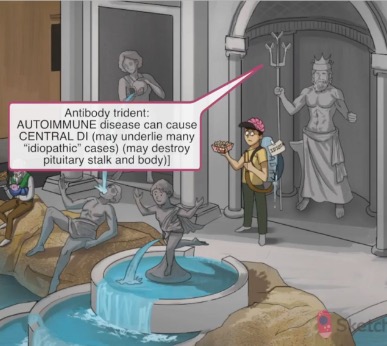 Antibody trident:
AUTOIMMUNE disease can cause
CENTRAL DI (may underlie many
“idiopathic” cases) (may destroy
pituitary stalk and body)]